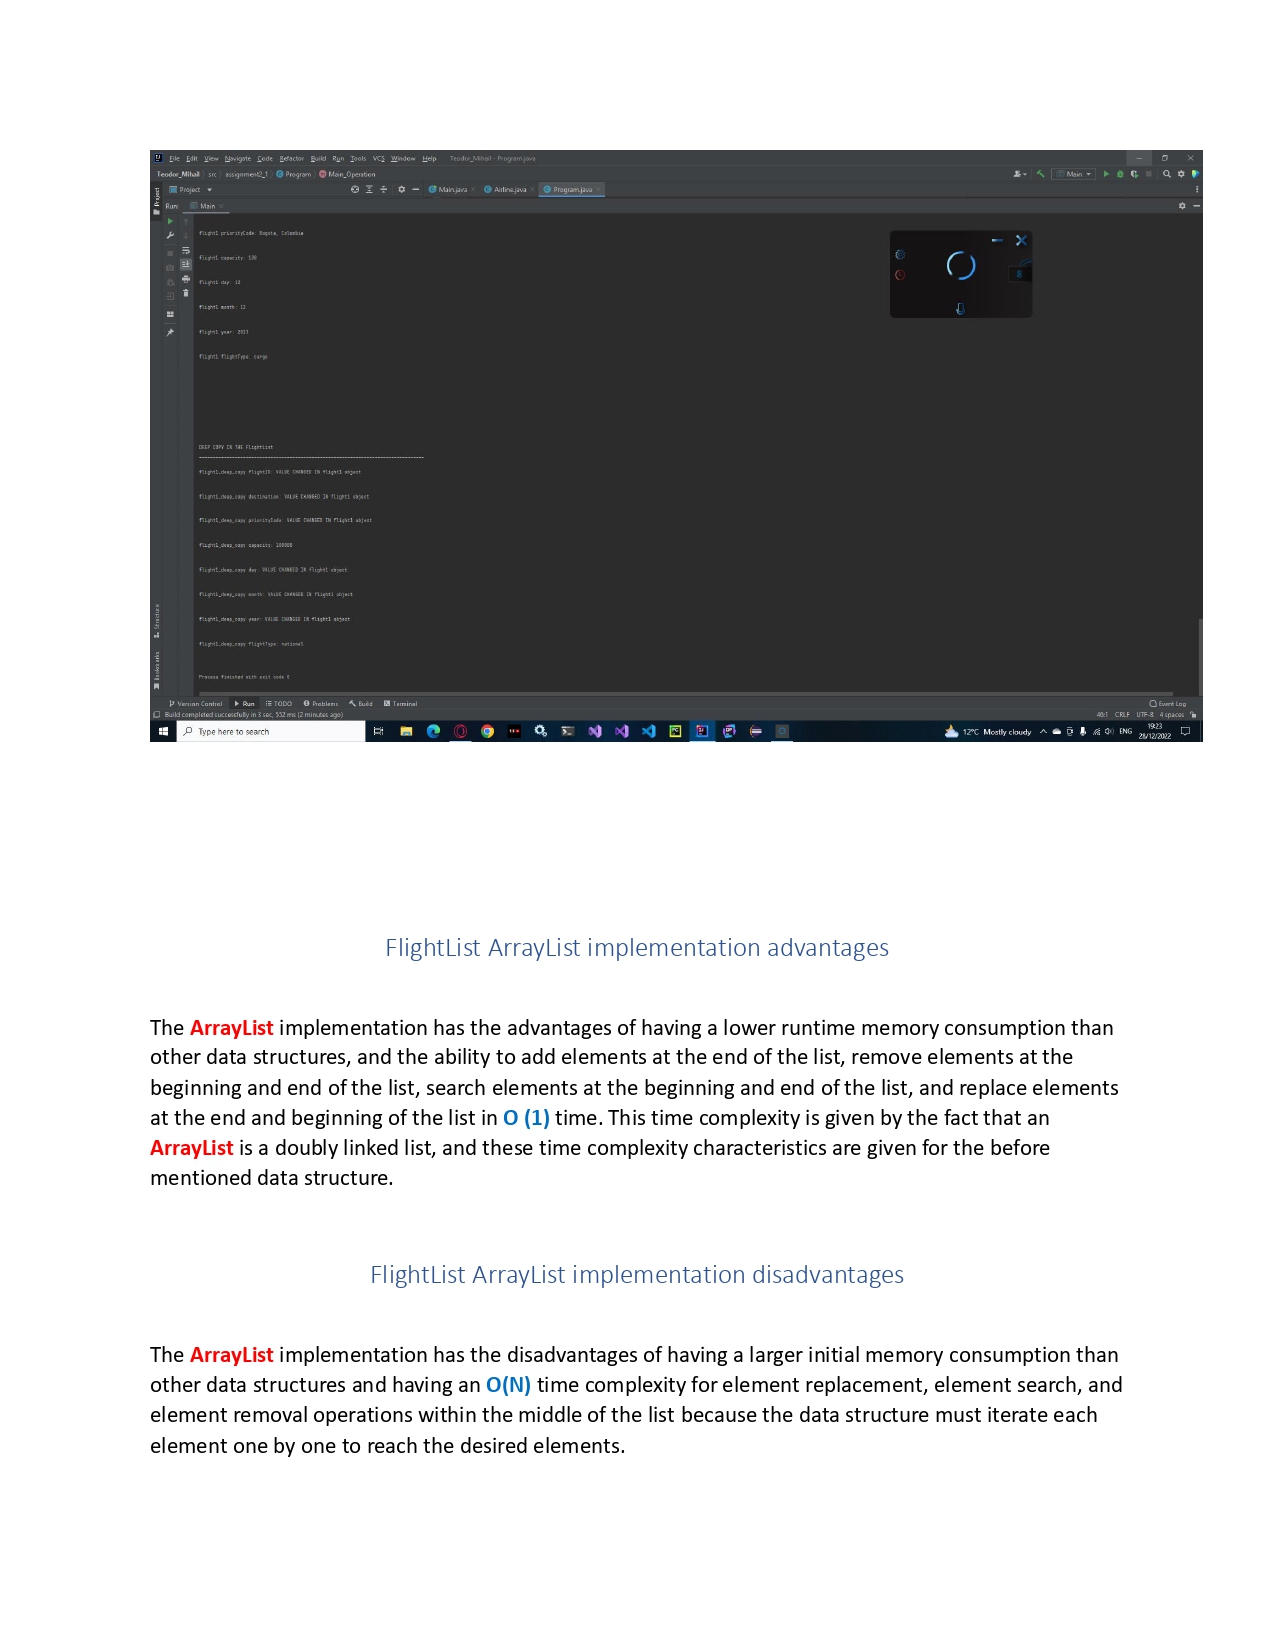 File Edit View Navigate Code Refactor Build Run Tools VCS Window Help Teodor_Mihail - Program.java
Teodor_Mihail src assignment2_1 Program Main_Operation Main
Project Main.java Airline.java Program.java
Project
Run: Main
flight1 priorityCode: Bogota, Colombia
flight1 capacity: 100
flight1 day:
flight1 month: 12
flight1 year:
flight1 flightType: cargo
8
DEEP COPY IN THE FlightList
flight1_deep_copy flightID: VALUE CHANGED IN flight1 object
flight1_deep_copy destination: VALUE CHANGED IN flight1 object
flight1_deep_copy priorityCode: VALUE CHANGED IN flight1 object
flight1_deep_copy capacity: 100000
flight1_deep_copy day: VALUE CHANGED IN flight1 object
flight1_deep_copy month: VALUE CHANGED IN flight1 object
flight1_deep_copy year: VALUE CHANGED IN flight1 object
flight1_deep_copy flightType: national
Process finished with exit code 0
Structure
Bookmarks
Version Control Run TODO Problems Build Terminal Event Log
Build completed successfully in 3 sec, 552 ms (2 minutes ago) 46:1 CRLF UTF-8 4 spaces
Type here to search 12°C Mostly cloudy ENG 19:23
28/12/2022
FlightList ArrayList implementation advantages
The ArrayList implementation has the advantages of having a lower runtime memory consumption than
other data structures, and the ability to add elements at the end of the list, remove elements at the
beginning and end of the list, search elements at the beginning and end of the list, and replace elements
at the end and beginning of the list in O (1) time. This time complexity is given by the fact that an
ArrayList is a doubly linked list, and these time complexity characteristics are given for the before
mentioned data structure.
FlightList ArrayList implementation disadvantages
The ArrayList implementation has the disadvantages of having a larger initial memory consumption than
other data structures and having an O(N) time complexity for element replacement, element search, and
element removal operations within the middle of the list because the data structure must iterate each
element one by one to reach the desired elements.